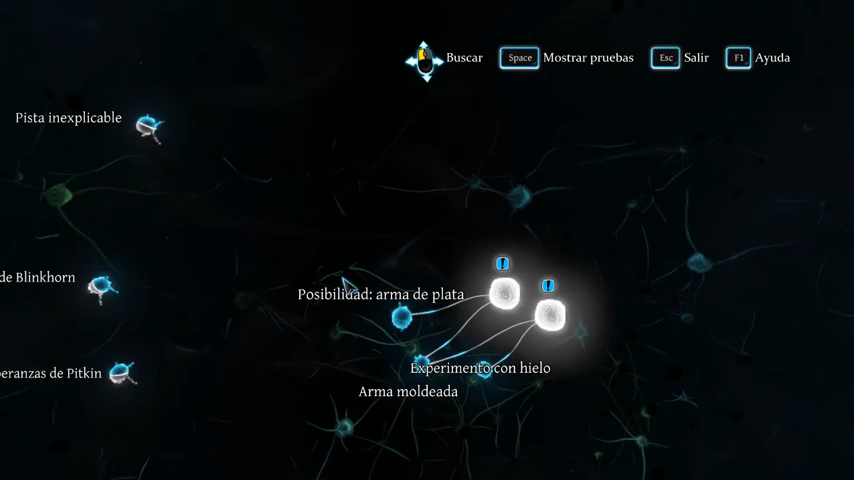 Buscar Space Mostrar pruebas Esc Salir F1 Ayuda
Pista inexplicable
de Blinkhorn
Posibilidad: arma de plata
Experimento con hielo
eranzas de Pitkin
Arma moldeada